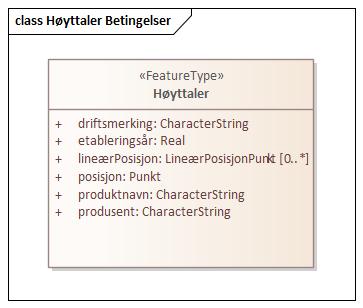 class Høyttaler Betingelser
«FeatureType»
Høyttaler
+ driftsmerking: CharacterString
+ etableringsår: Real
+ lineærPosisjon: LineærPosisjonPunkt [0..*]
+ posisjon: Punkt
+ produktnavn: CharacterString
+ produsent: CharacterString